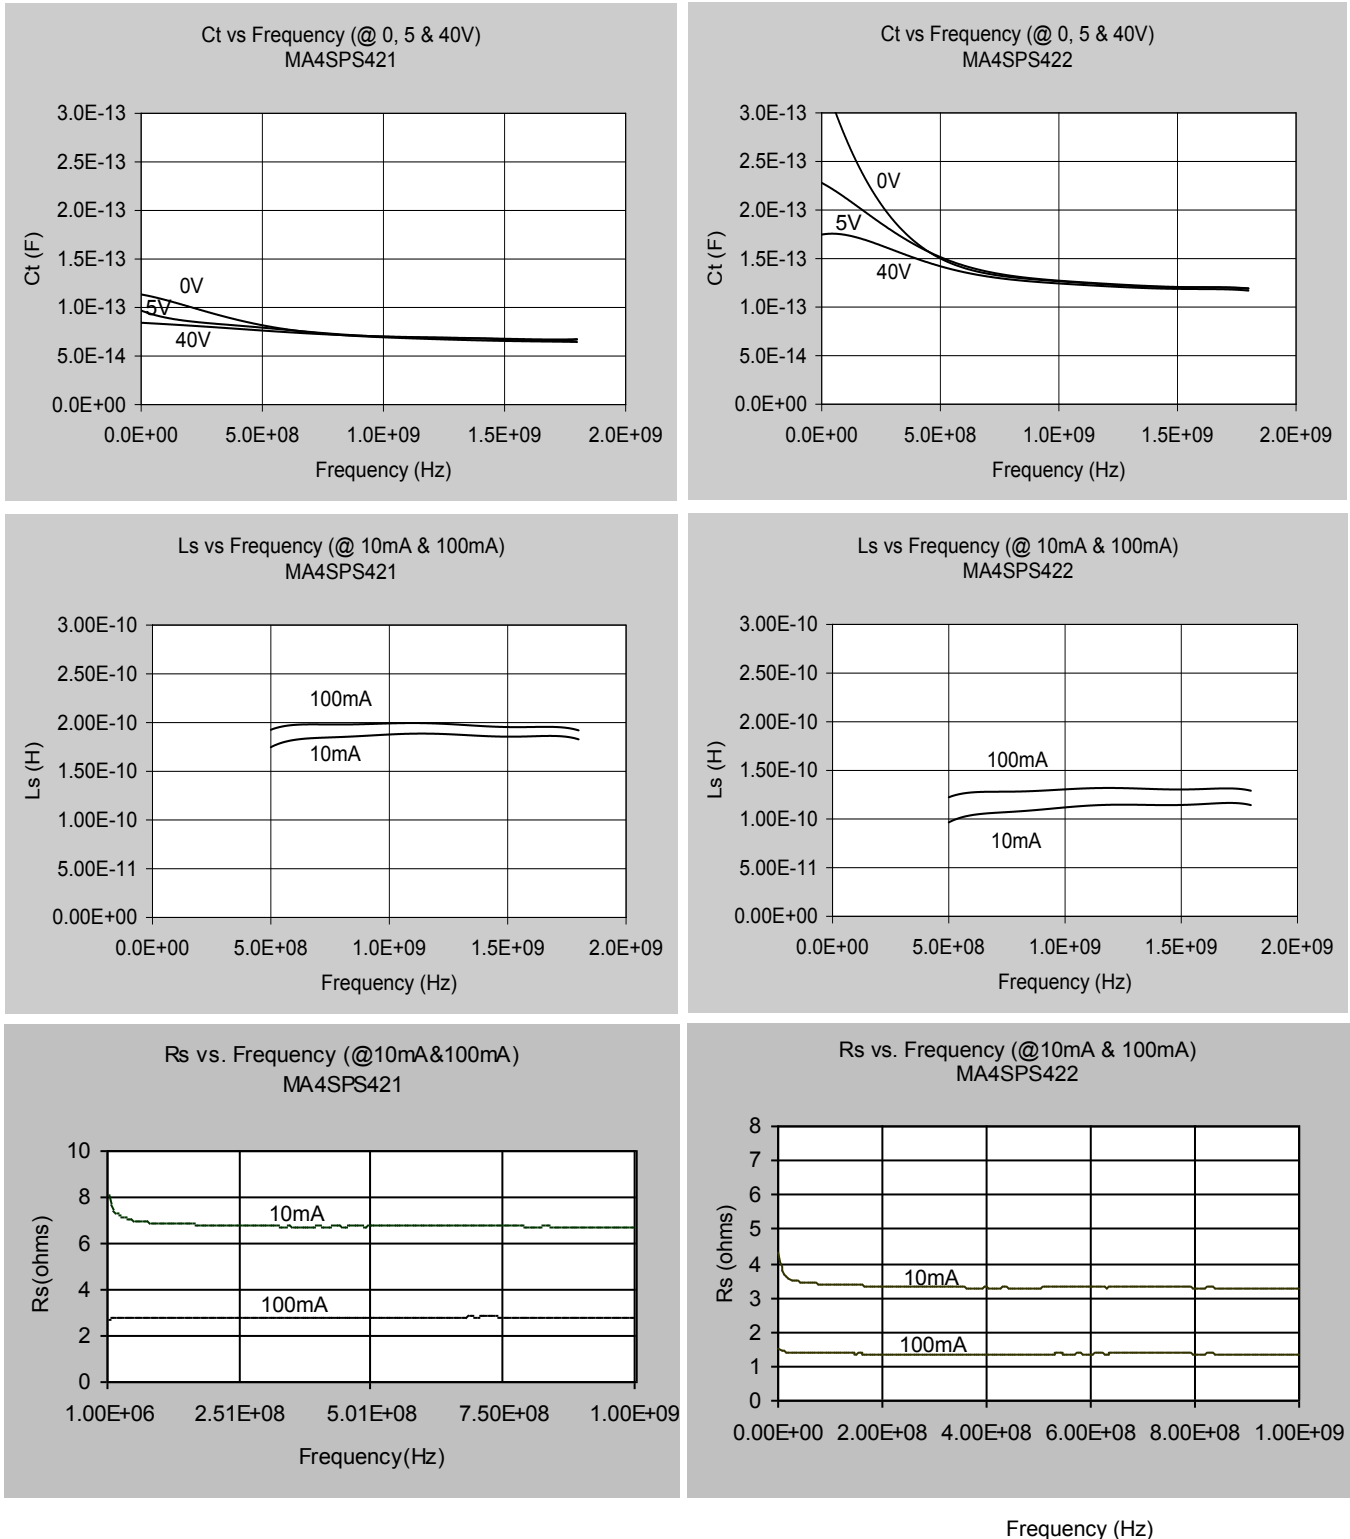 Ct vs Frequency (@ 0, 5 & 40V)
MA4SPS421
3.0E-13
2.5E-13
2.0E-13
1.5E-13
1.0E-13
5.0E-14
0.0E+00
Ct (F)
0V
5V
40V
0.0E+00 5.0E+08 1.0E+09 1.5E+09 2.0E+09
Frequency (Hz)
Ct vs Frequency (@ 0, 5 & 40V)
MA4SPS422
3.0E-13
2.5E-13
2.0E-13
1.5E-13
1.0E-13
5.0E-14
0.0E+00
Ct (F)
0V
5V
40V
0.0E+00 5.0E+08 1.0E+09 1.5E+09 2.0E+09
Frequency (Hz)
Ls vs Frequency (@ 10mA & 100mA)
MA4SPS421
3.00E-10
2.50E-10
2.00E-10
1.50E-10
1.00E-10
5.00E-11
0.00E+00
Ls (H)
100mA
10mA
0.0E+00 5.0E+08 1.0E+09 1.5E+09 2.0E+09
Frequency (Hz)
Ls vs Frequency (@ 10mA & 100mA)
MA4SPS422
3.00E-10
2.50E-10
2.00E-10
1.50E-10
1.00E-10
5.00E-11
0.00E+00
Ls (H)
100mA
10mA
0.0E+00 5.0E+08 1.0E+09 1.5E+09 2.0E+09
Frequency (Hz)
Rs vs. Frequency (@10mA&100mA)
MA4SPS421
10
8
6
4
2
0
Rs(ohms)
10mA
100mA
1.00E+06 2.51E+08 5.01E+08 7.50E+08 1.00E+09
Frequency(Hz)
Rs vs. Frequency (@10mA & 100mA)
MA4SPS422
8
7
6
5
4
3
2
1
0
Rs (ohms)
10mA
100mA
0.00E+00 2.00E+08 4.00E+08 6.00E+08 8.00E+08 1.00E+09
Frequency (Hz)